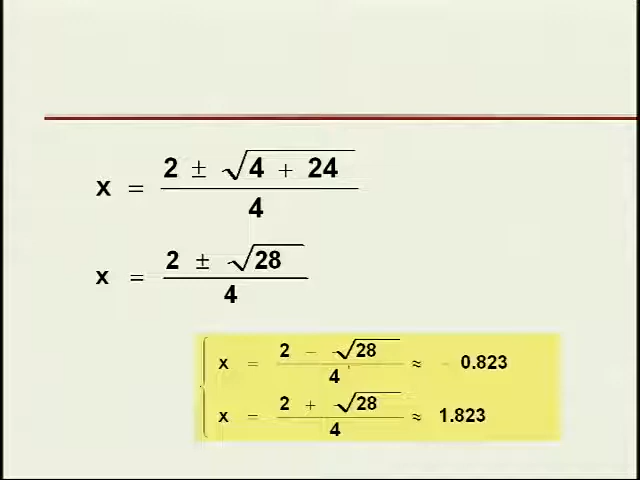 x = (2 ± √(4 + 24)) / 4
x = (2 ± √28) / 4
x = (2 − √28) / 4 ≈ − 0.823
x = (2 + √28) / 4 ≈ 1.823